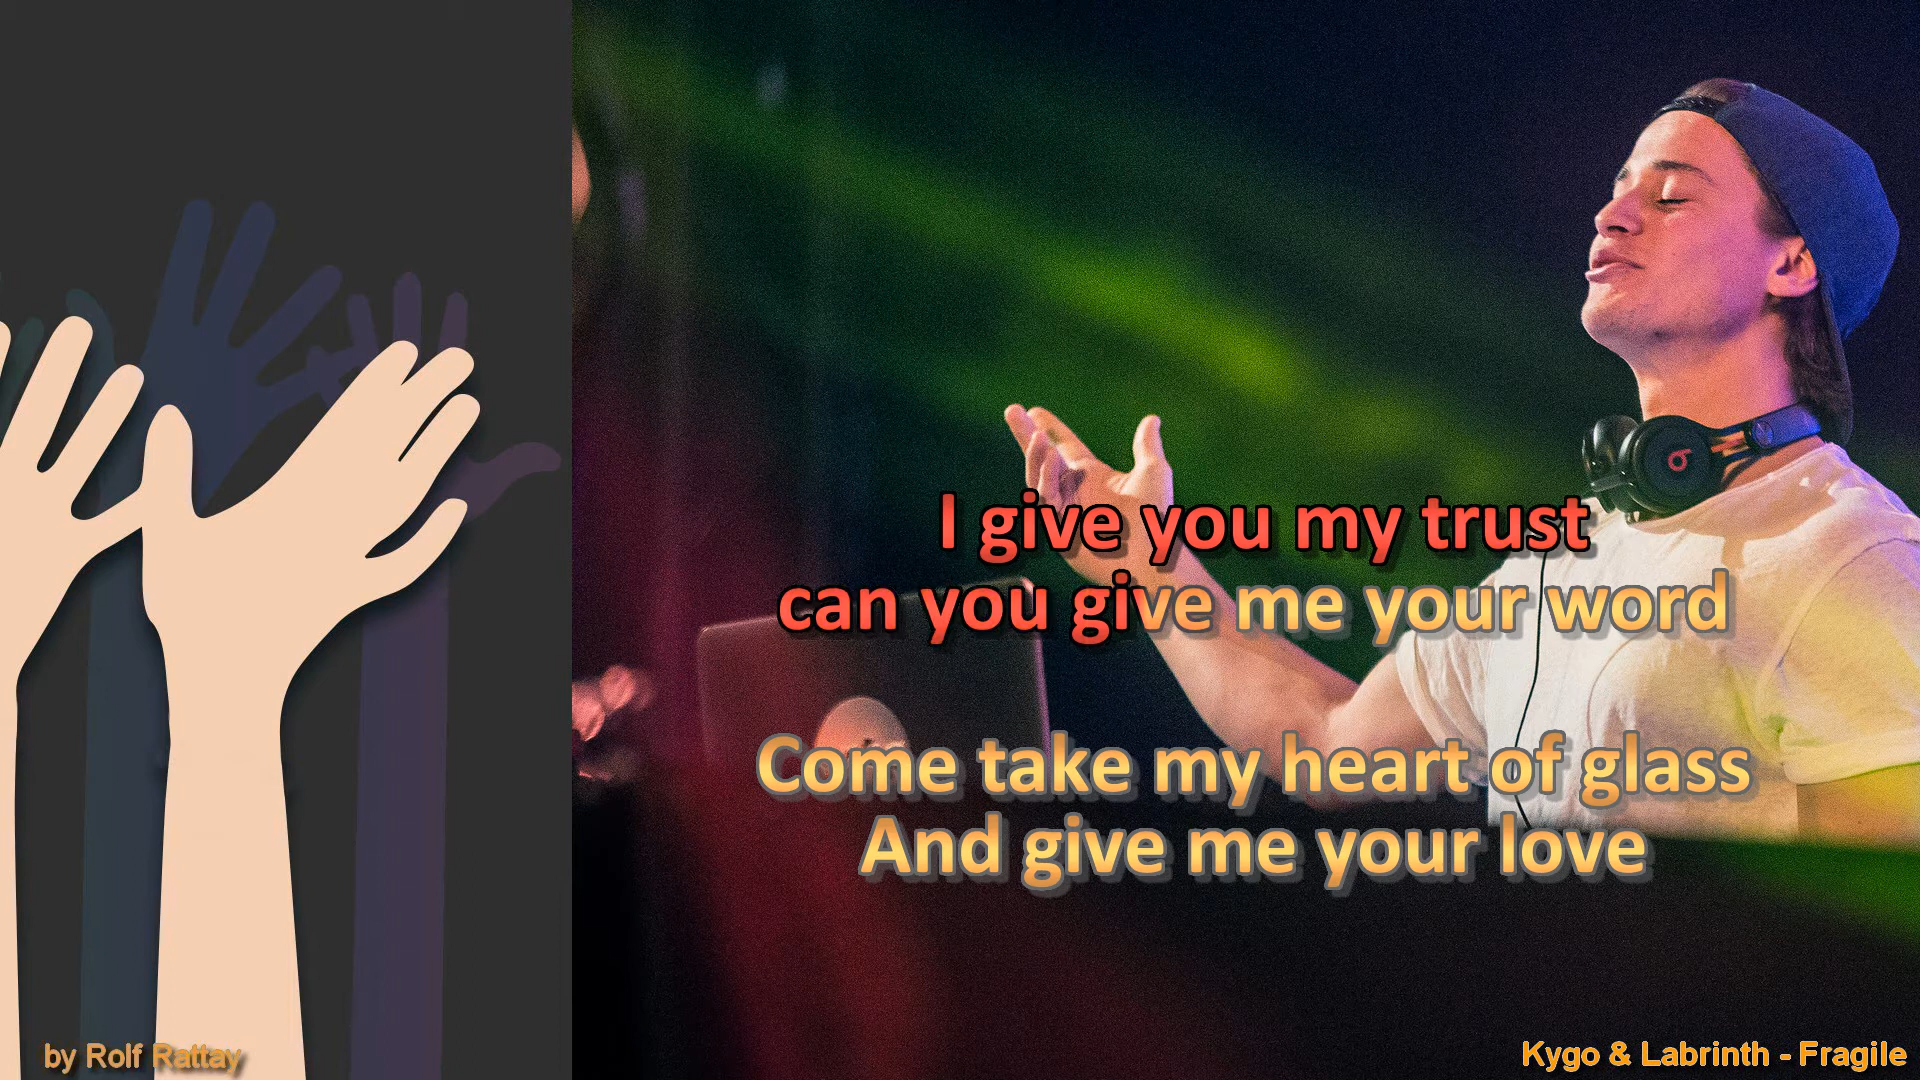 I give you my trust
can you give me your word
Come take my heart of glass
And give me your love
by Rolf Rattay
Kygo & Labrinth - Fragile